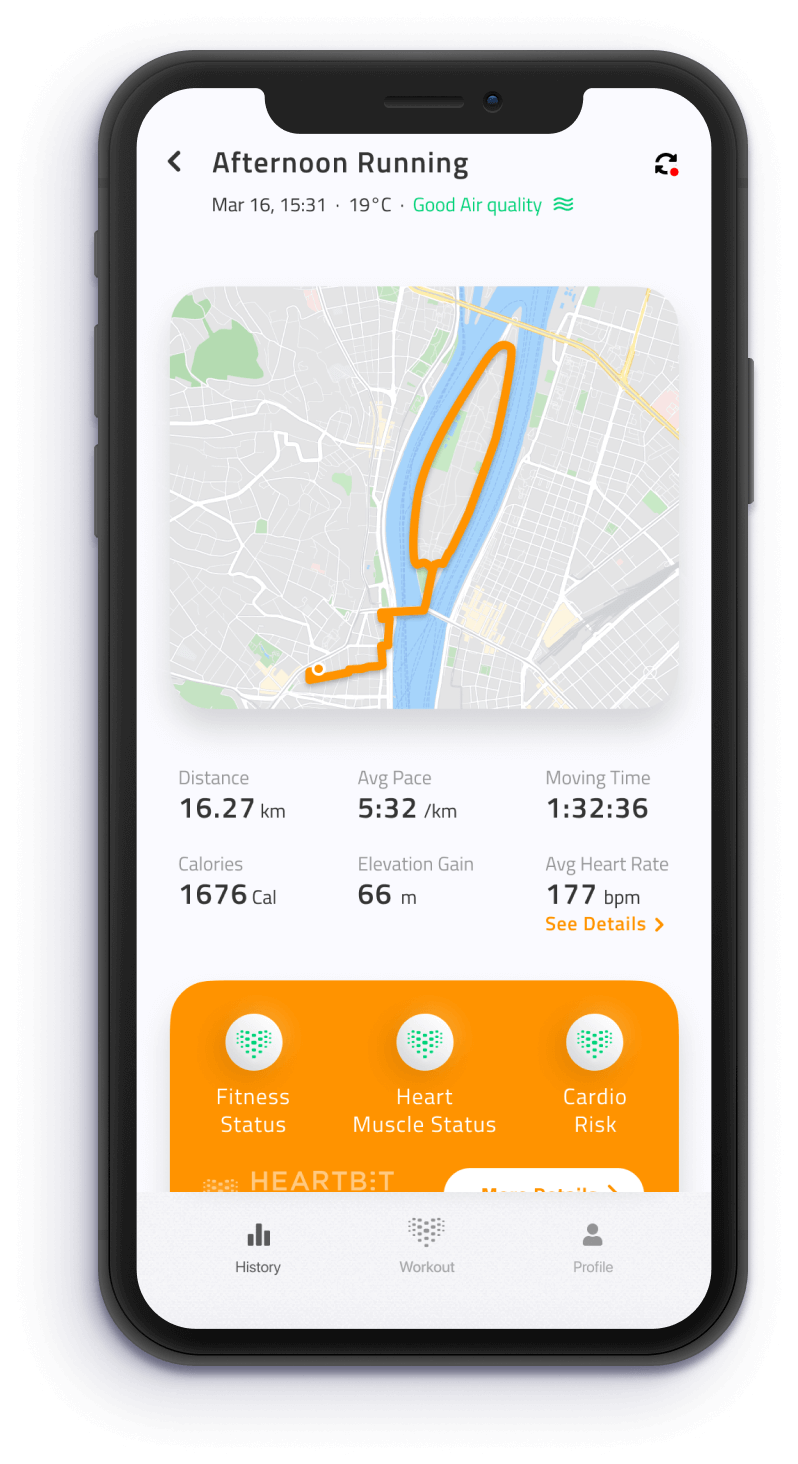 Afternoon Running
Mar 16, 15:31 · 19°C · Good Air quality
Distance
16.27 km
Avg Pace
5:32 /km
Moving Time
1:32:36
Calories
1676 Cal
Elevation Gain
66 m
Avg Heart Rate
177 bpm
See Details
Fitness
Status
Heart
Muscle Status
Cardio
Risk
HEARTBIT
More Details
History
Workout
Profile